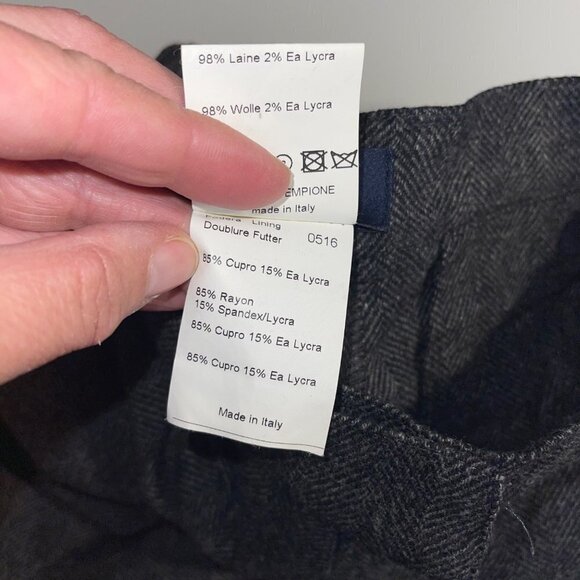 98% Laine 2% Ea Lycra
98% Wolle 2% Ea Lycra
EMPIONE
made in Italy
Lining
Doublure Futter 0516
85% Cupro 15% Ea Lycra
85% Rayon
15% Spandex/Lycra
85% Cupro 15% Ea Lycra
85% Cupro 15% Ea Lycra
Made in Italy